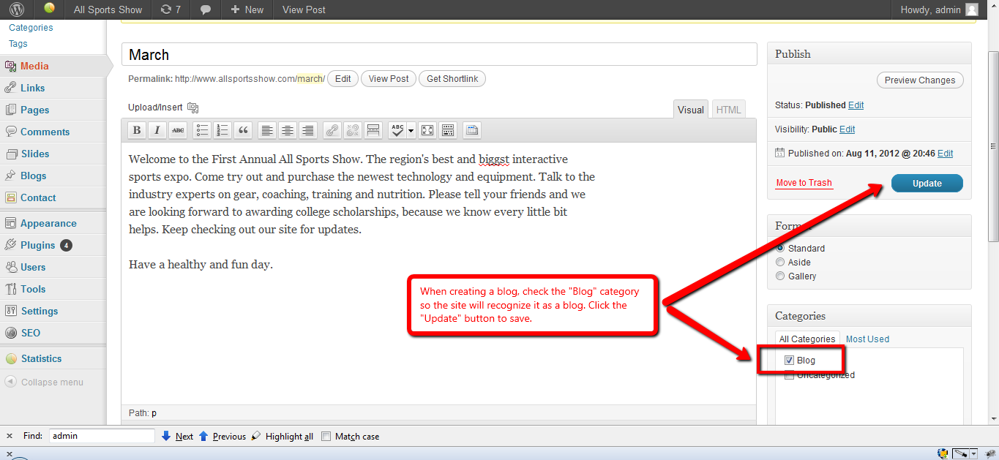 All Sports Show 7 + New View Post Howdy, admin
Categories
Tags
Media
Links
Pages
Comments
Slides
Blogs
Contact
Appearance
Plugins 4
Users
Tools
Settings
SEO
Statistics
Collapse menu
March
Permalink: http://www.allsportsshow.com/march/ Edit View Post Get Shortlink
Upload/Insert
Visual HTML
B I ABC ABC
Welcome to the First Annual All Sports Show. The region's best and biggst interactive
sports expo. Come try out and purchase the newest technology and equipment. Talk to the
industry experts on gear, coaching, training and nutrition. Please tell your friends and we
are looking forward to awarding college scholarships, because we know every little bit
helps. Keep checking out our site for updates.
Have a healthy and fun day.
When creating a blog, check the "Blog" category
so the site will recognize it as a blog. Click the
"Update" button to save.
Path: p
Publish
Preview Changes
Status: Published Edit
Visibility: Public Edit
Published on: Aug 11, 2012 @ 20:46 Edit
Move to Trash Update
Format
Standard
Aside
Gallery
Categories
All Categories Most Used
Blog
Uncategorized
x Find: admin Next Previous Highlight all Match case
x